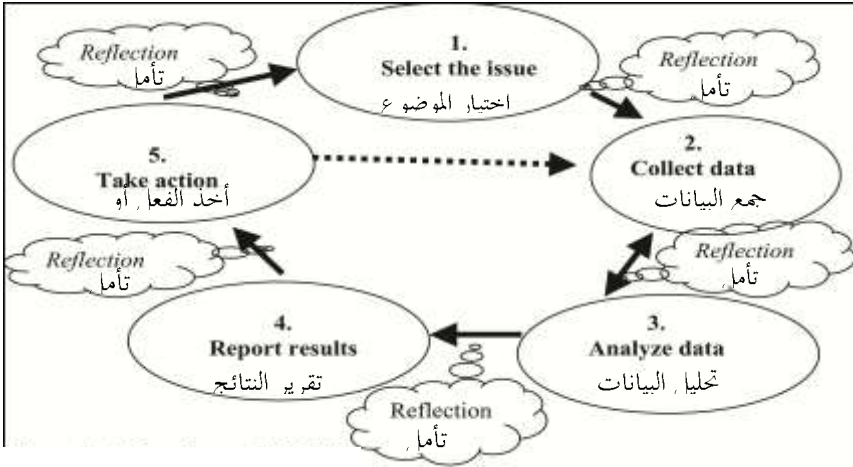 Reflection
تأمل
1.
Select the issue
اختيار الموضوع
Reflection
تأمل
2.
Collect data
جمع البيانات
Reflection
تأمل
3.
Analyze data
تحليل البيانات
Reflection
تأمل
4.
Report results
تقرير النتائج
Reflection
تأمل
5.
Take action
أخذ الفعل أو